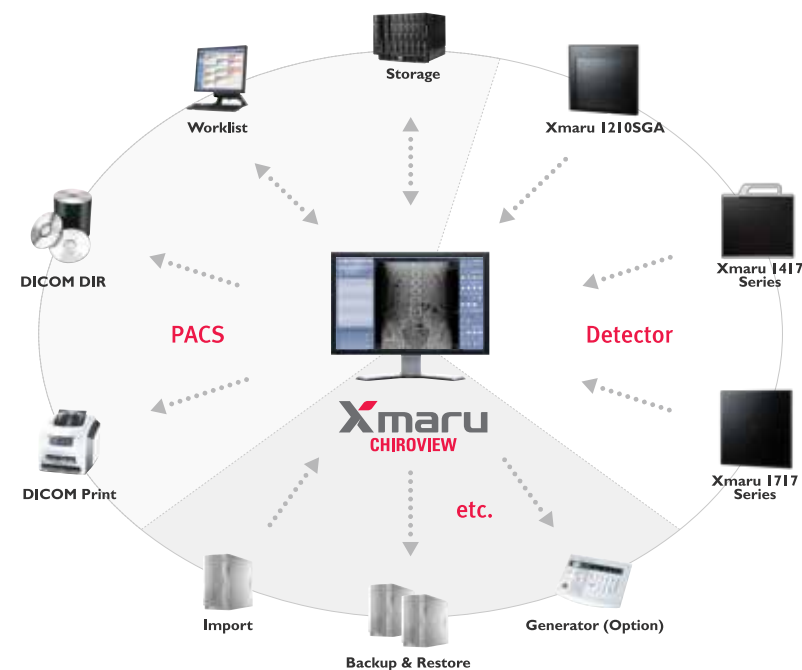 Storage
Worklist
Xmaru 1210SGA
DICOM DIR
Xmaru 1417
Series
PACS
Detector
Xmaru
CHIROVIEW
DICOM Print
Xmaru 1717
Series
etc.
Import
Generator (Option)
Backup & Restore